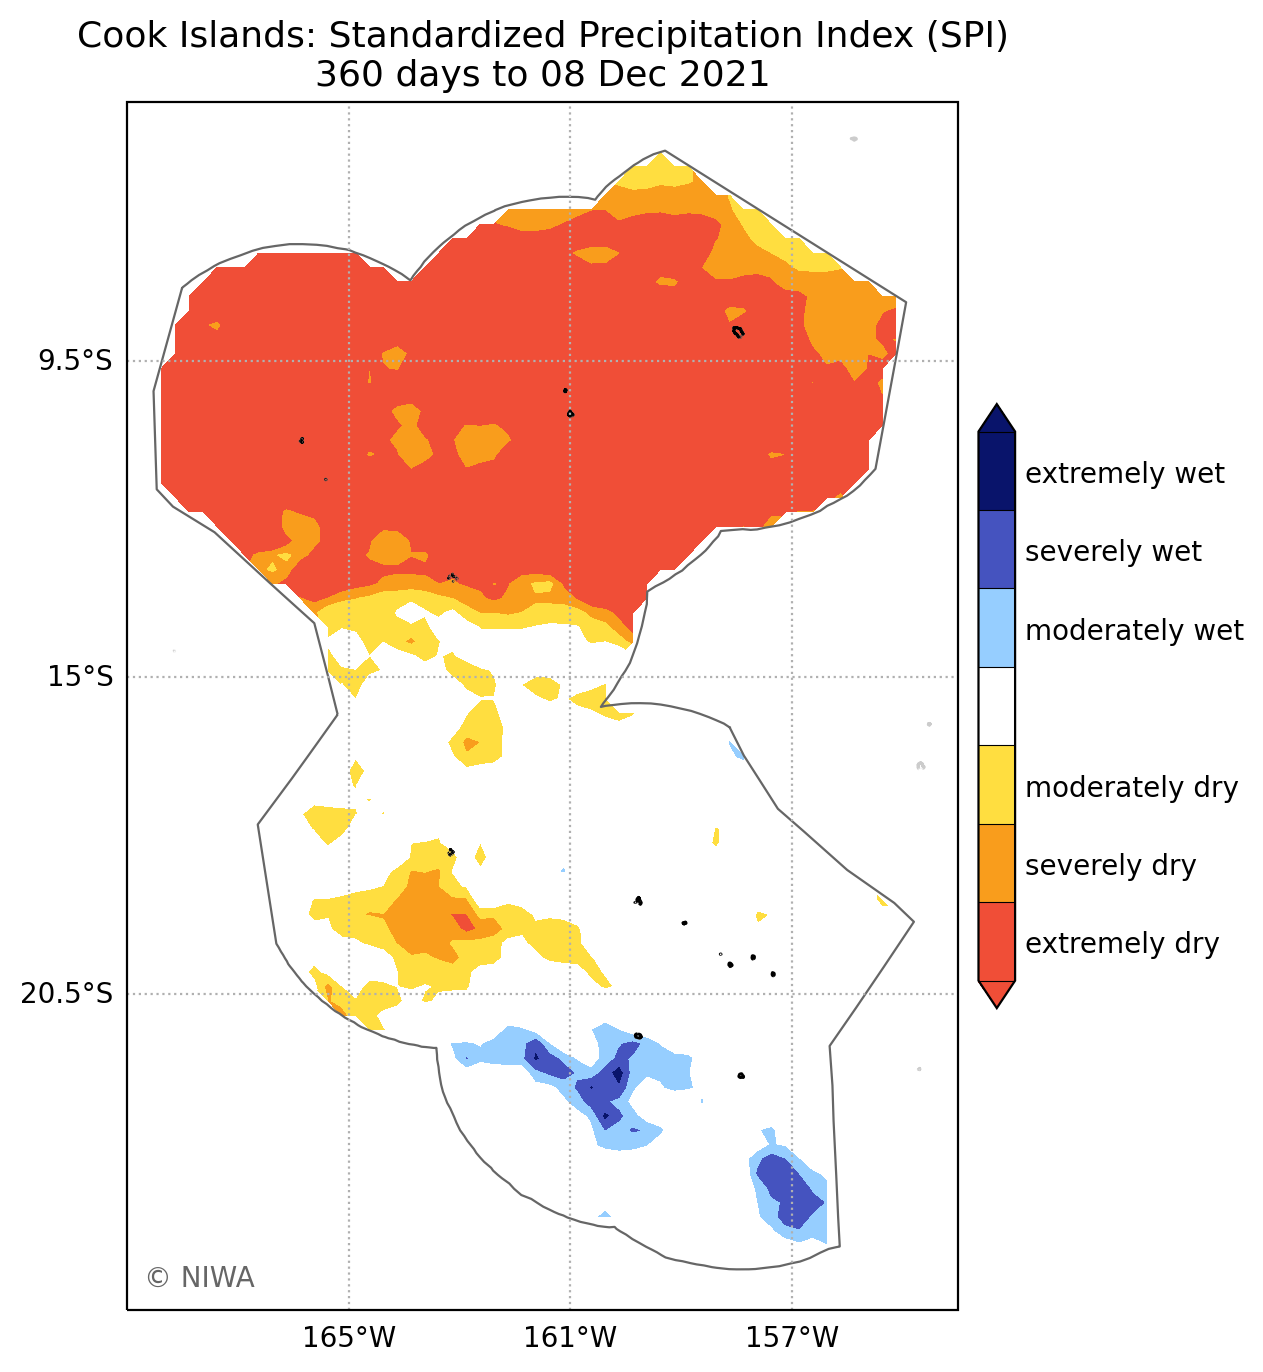 Cook Islands: Standardized Precipitation Index (SPI)
360 days to 08 Dec 2021
9.5°S
15°S
20.5°S
165°W
161°W
157°W
© NIWA
extremely wet
severely wet
moderately wet
moderately dry
severely dry
extremely dry